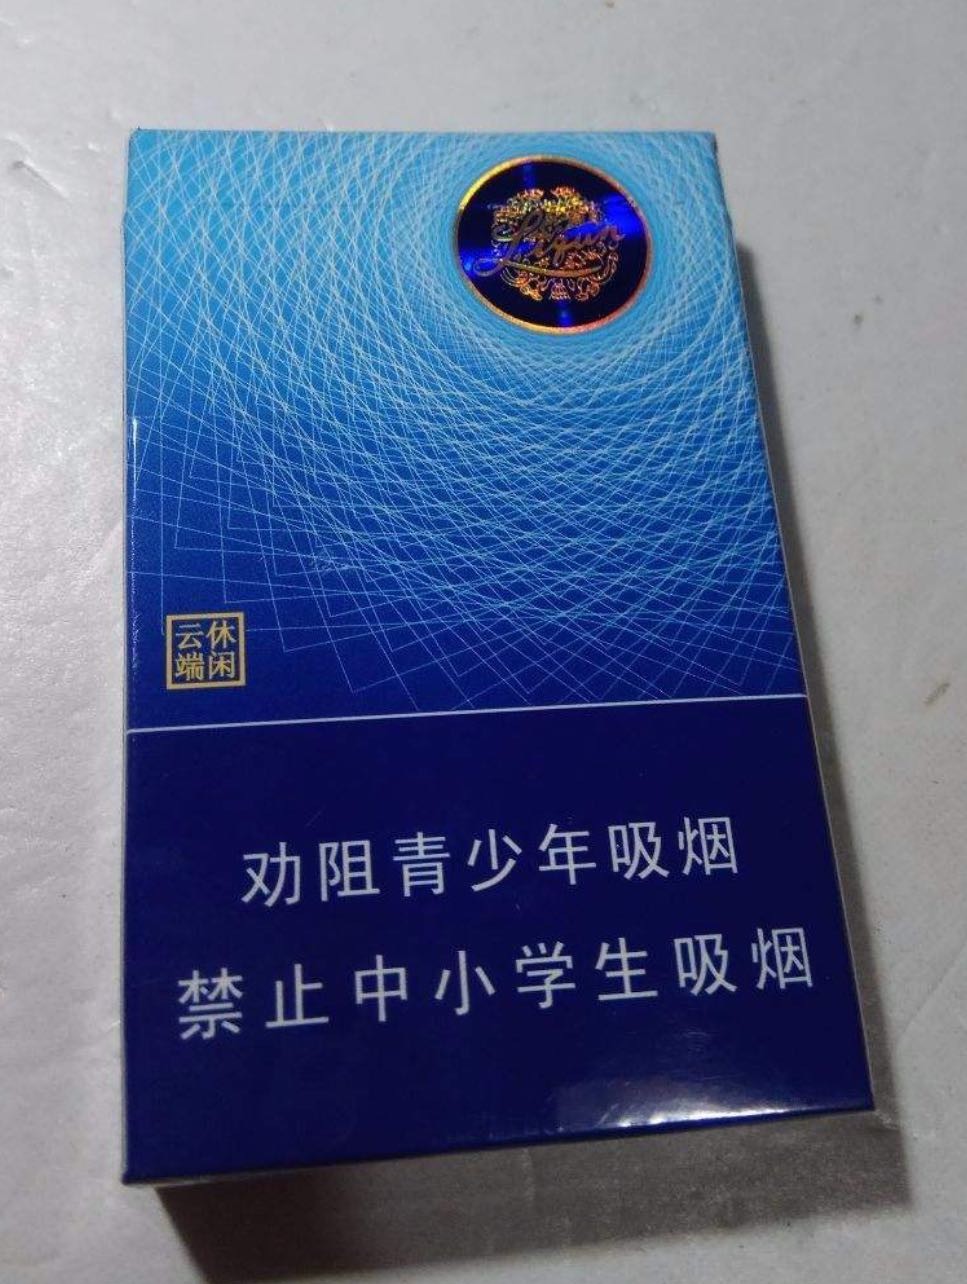 Liqun
休闲
云端
劝阻青少年吸烟
禁止中小学生吸烟